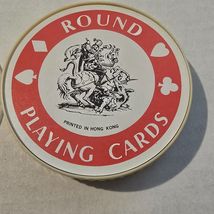 ROUND
PRINTED IN HONG KONG
PLAYING CARDS